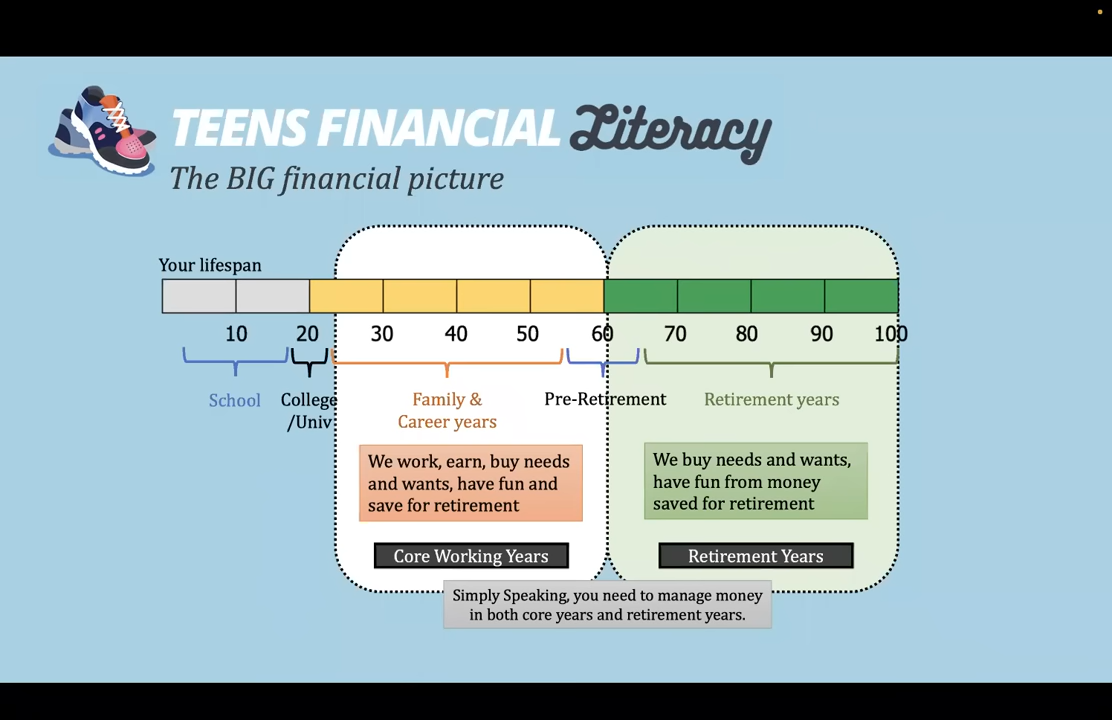 TEENS FINANCIAL Literacy
The BIG financial picture
Your lifespan
10 20 30 40 50 60 70 80 90 100
School
College
/Univ
Family &
Career years
Pre-Retirement
Retirement years
We work, earn, buy needs
and wants, have fun and
save for retirement
We buy needs and wants,
have fun from money
saved for retirement
Core Working Years
Retirement Years
Simply Speaking, you need to manage money
in both core years and retirement years.